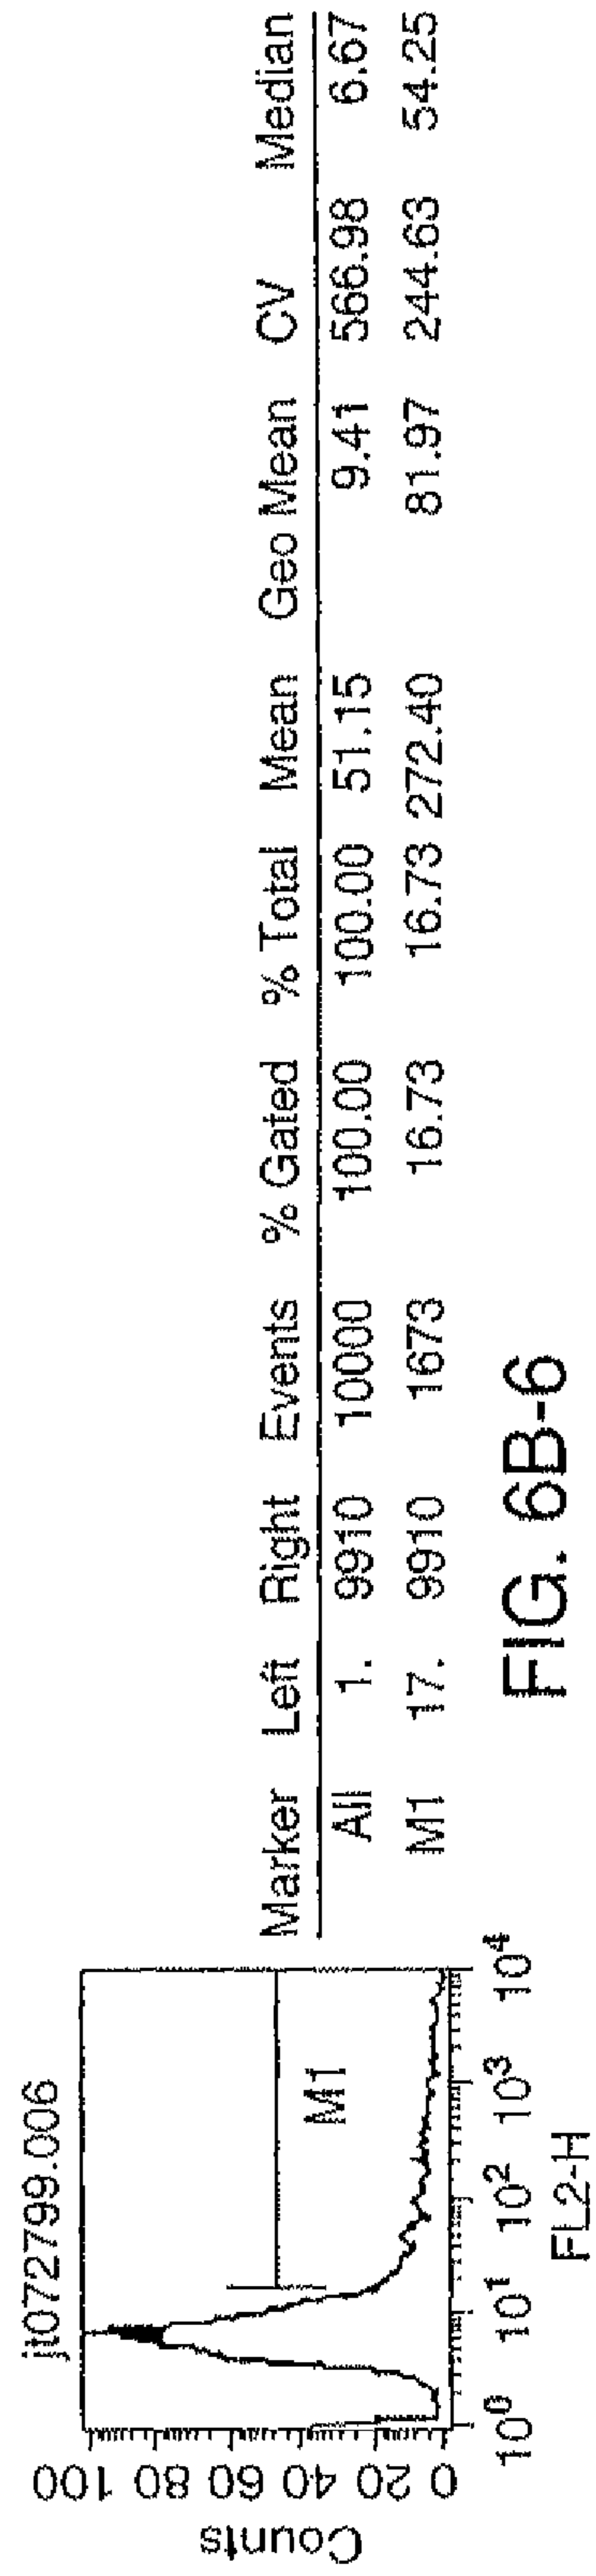 jt072799.006
Counts
100
80
60
40
20
0
M1
10⁰ 10¹ 10² 10³ 10⁴
FL2-H
Marker Left Right Events % Gated % Total Mean Geo Mean CV Median
All 1. 9910 10000 100.00 100.00 51.15 9.41 566.98 6.67
M1 17. 9910 1673 16.73 16.73 272.40 81.97 244.63 54.25
FIG. 6B-6